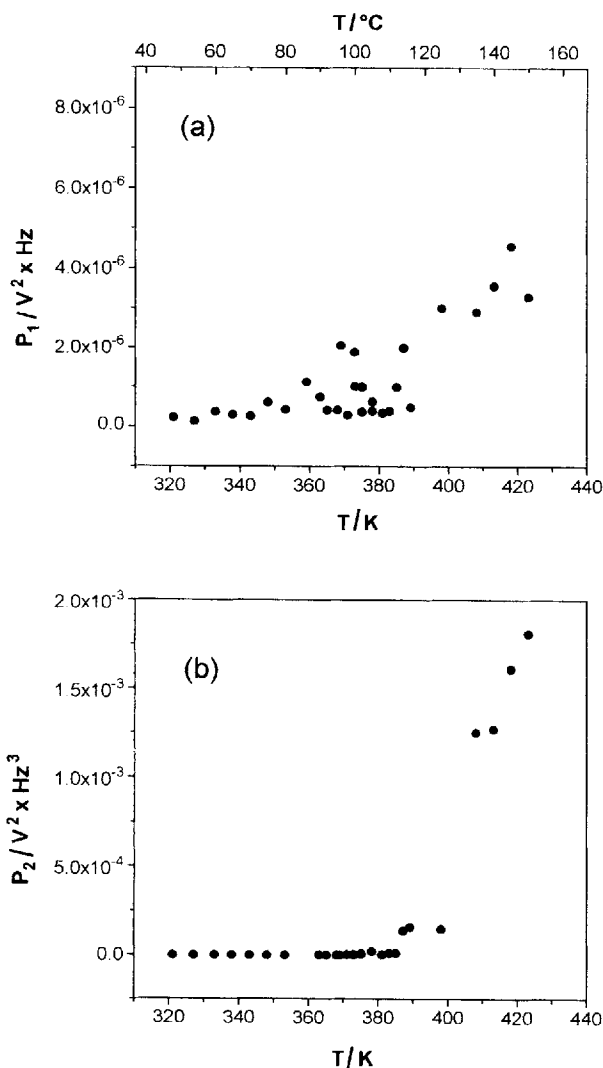 T/°C
40 60 80 100 120 140 160
(a)
8.0x10⁻⁶
6.0x10⁻⁶
4.0x10⁻⁶
2.0x10⁻⁶
0.0
P₁ / V² x Hz
320 340 360 380 400 420 440
T/K
(b)
2.0x10⁻³
1.5x10⁻³
1.0x10⁻³
5.0x10⁻⁴
0.0
P₂ / V² x Hz³
320 340 360 380 400 420 440
T/K